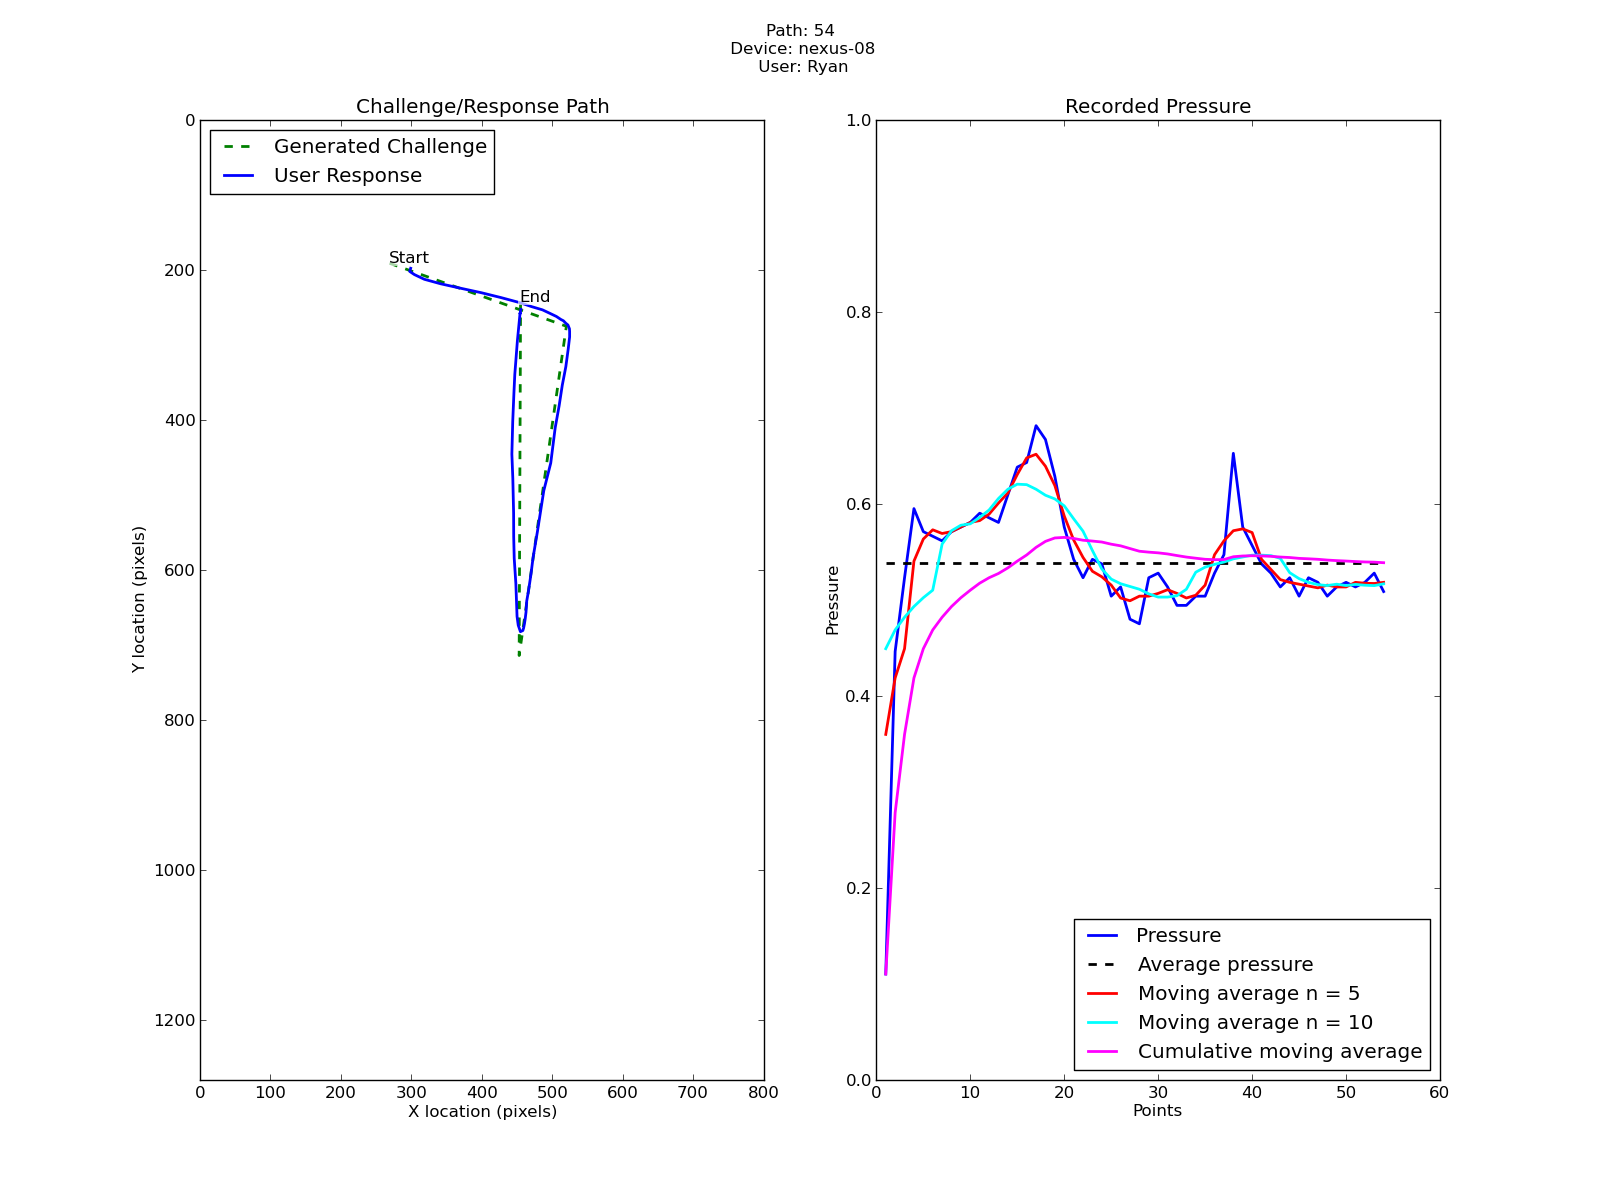 Path: 54
Device: nexus-08
User: Ryan
Challenge/Response Path
Generated Challenge
User Response
Start
End
0
200
400
600
800
1000
1200
Y location (pixels)
0 100 200 300 400 500 600 700 800
X location (pixels)
Recorded Pressure
1.0
0.8
0.6
0.4
0.2
0.0
Pressure
Pressure
Average pressure
Moving average n = 5
Moving average n = 10
Cumulative moving average
0 10 20 30 40 50 60
Points